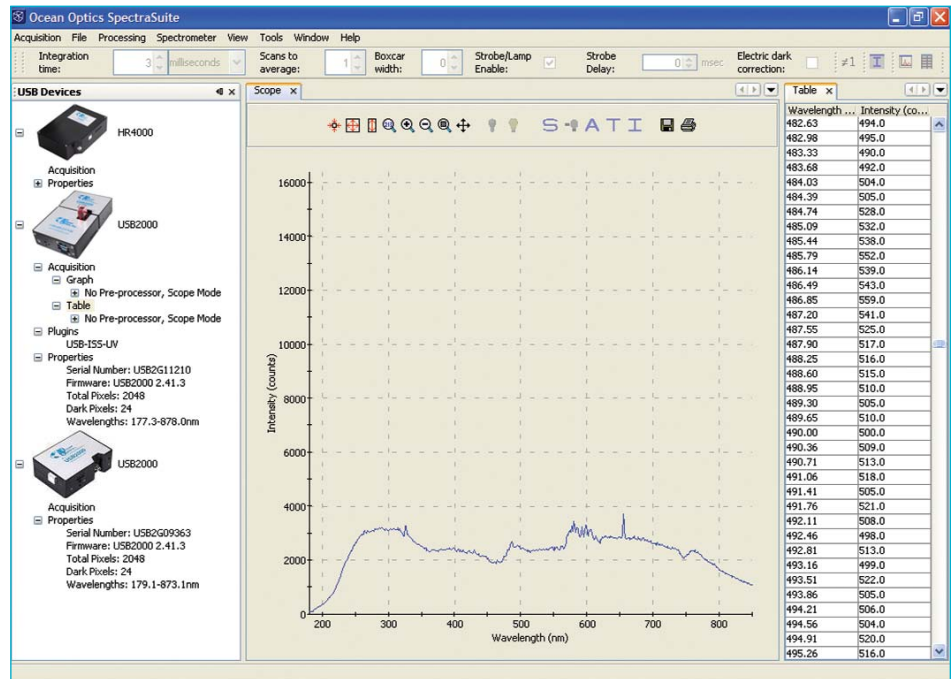 Ocean Optics SpectraSuite
Acquisition File Processing Spectrometer View Tools Window Help
Integration time: 3 milliseconds Scans to average: 1 Boxcar width: 0 Strobe/Lamp Enable: Strobe Delay: 0 msec Electric dark correction: ≠1
USB Devices
HR4000
Acquisition
Properties
USB2000
Acquisition
Graph
No Pre-processor, Scope Mode
Table
No Pre-processor, Scope Mode
Plugins
USB-ISS-UV
Properties
Serial Number: USB2G11210
Firmware: USB2000 2.41.3
Total Pixels: 2048
Dark Pixels: 24
Wavelengths: 177.3-878.0nm
USB2000
Acquisition
Properties
Serial Number: USB2G09363
Firmware: USB2000 2.41.3
Total Pixels: 2048
Dark Pixels: 24
Wavelengths: 179.1-873.1nm
Scope
S A T I
16000
14000
12000
10000
8000
6000
4000
2000
0
Intensity (counts)
200 300 400 500 600 700 800
Wavelength (nm)
Table
Wavelength ... Intensity (co...
482.63 494.0
482.98 495.0
483.33 490.0
483.68 492.0
484.03 504.0
484.39 505.0
484.74 528.0
485.09 532.0
485.44 538.0
485.79 552.0
486.14 539.0
486.49 543.0
486.85 559.0
487.20 541.0
487.55 525.0
487.90 517.0
488.25 516.0
488.60 515.0
488.95 510.0
489.30 505.0
489.65 510.0
490.00 500.0
490.36 509.0
490.71 513.0
491.06 518.0
491.41 505.0
491.76 521.0
492.11 508.0
492.46 498.0
492.81 513.0
493.16 499.0
493.51 522.0
493.86 505.0
494.21 506.0
494.56 504.0
494.91 520.0
495.26 516.0